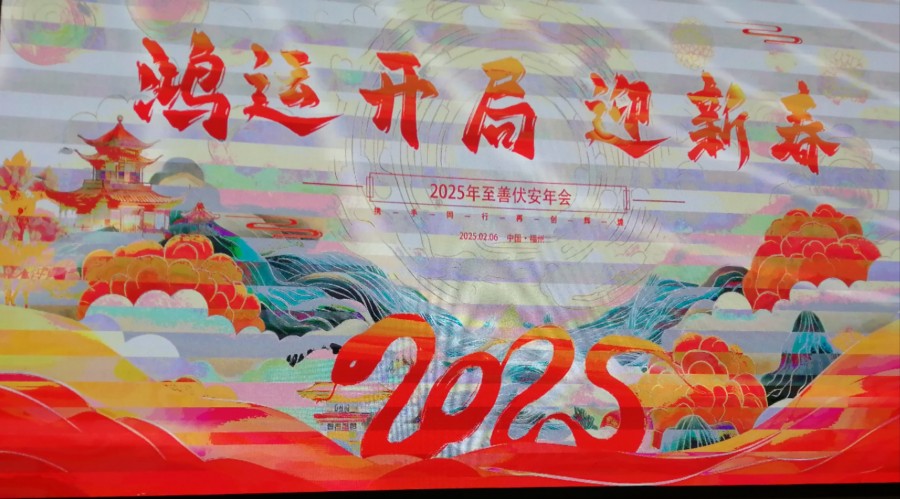 鸿运开局 迎新春
2025年至善伏安年会
携 手 同 行 再 创 辉 煌
2025.02.06 中国·福州
2025